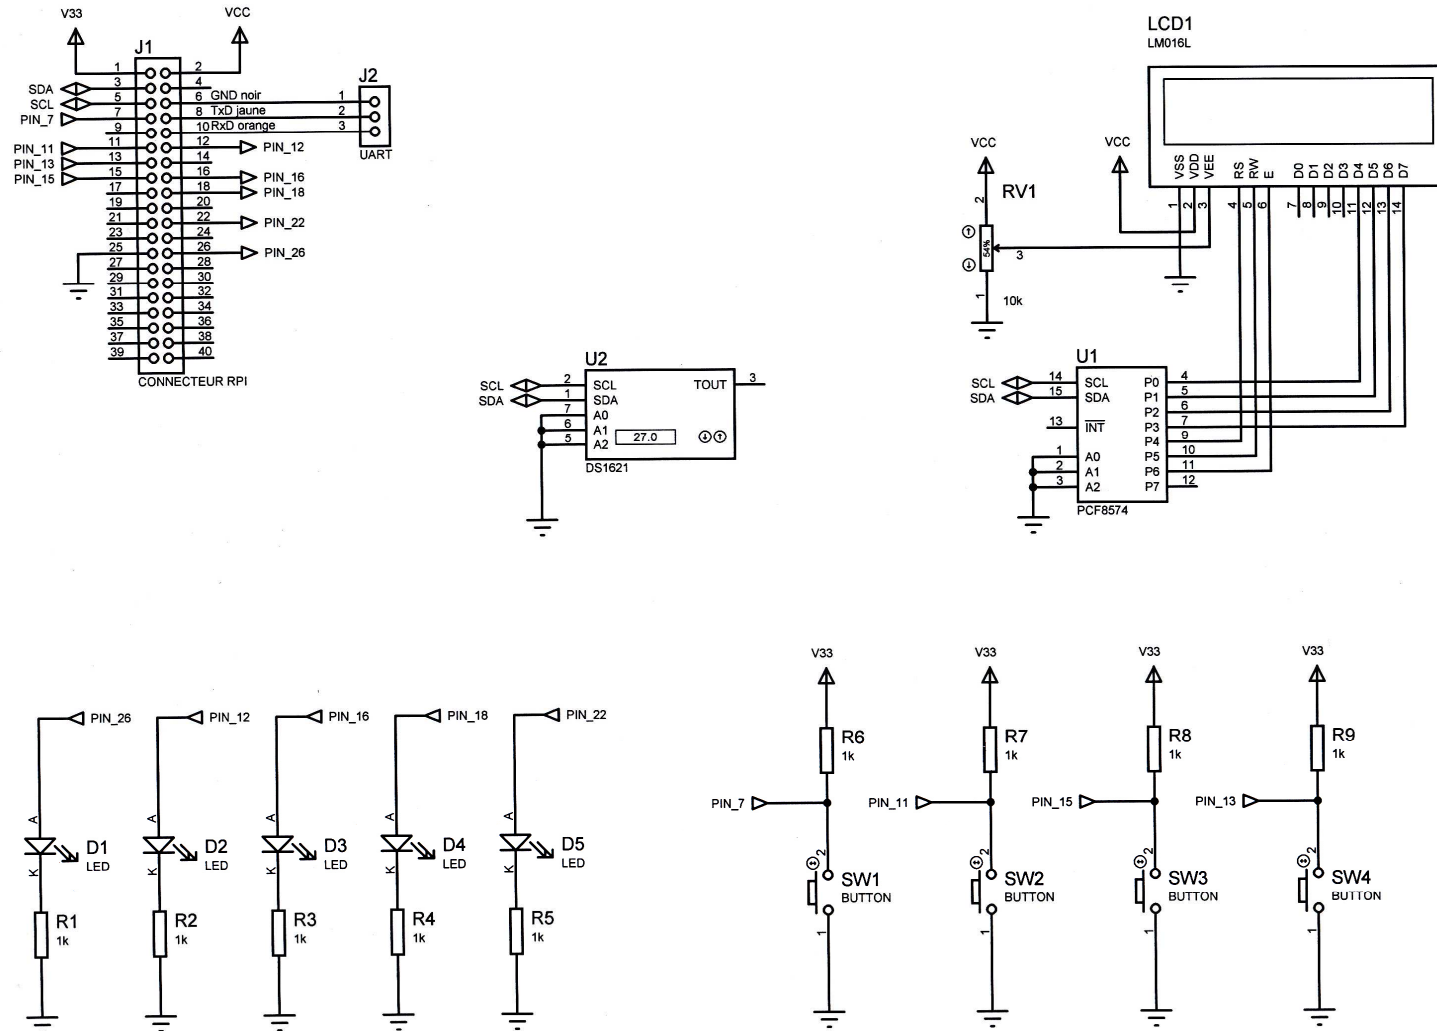 V33
VCC
J1
1
2
SDA
3
4
SCL
5
6
GND noir
PIN_7
7
8
TxD jaune
9
10
RxD orange
PIN_11
11
12
PIN_12
PIN_13
13
14
PIN_15
15
16
PIN_16
17
18
PIN_18
19
20
21
22
PIN_22
23
24
25
26
PIN_26
27
28
29
30
31
32
33
34
35
36
37
38
39
40
CONNECTEUR RPI
J2
1
2
3
UART
LCD1
LM016L
VSS
VDD
VEE
RS
RW
E
D0
D1
D2
D3
D4
D5
D6
D7
1
2
3
4
5
6
7
8
9
10
11
12
13
14
VCC
VCC
RV1
2
54%
3
1
10k
U2
SCL
2
SCL
TOUT
3
SDA
1
SDA
7
A0
6
A1
27.0
5
A2
DS1621
U1
SCL
14
SCL
P0
4
SDA
15
SDA
P1
5
P2
6
13
INT
P3
7
P4
9
1
A0
P5
10
2
A1
P6
11
3
A2
P7
12
PCF8574
PIN_26
A
D1
LED
K
R1
1k
PIN_12
A
D2
LED
K
R2
1k
PIN_16
A
D3
LED
K
R3
1k
PIN_18
A
D4
LED
K
R4
1k
PIN_22
A
D5
LED
K
R5
1k
V33
R6
1k
PIN_7
2
SW1
BUTTON
1
V33
R7
1k
PIN_11
2
SW2
BUTTON
1
V33
R8
1k
PIN_15
2
SW3
BUTTON
1
V33
R9
1k
PIN_13
2
SW4
BUTTON
1